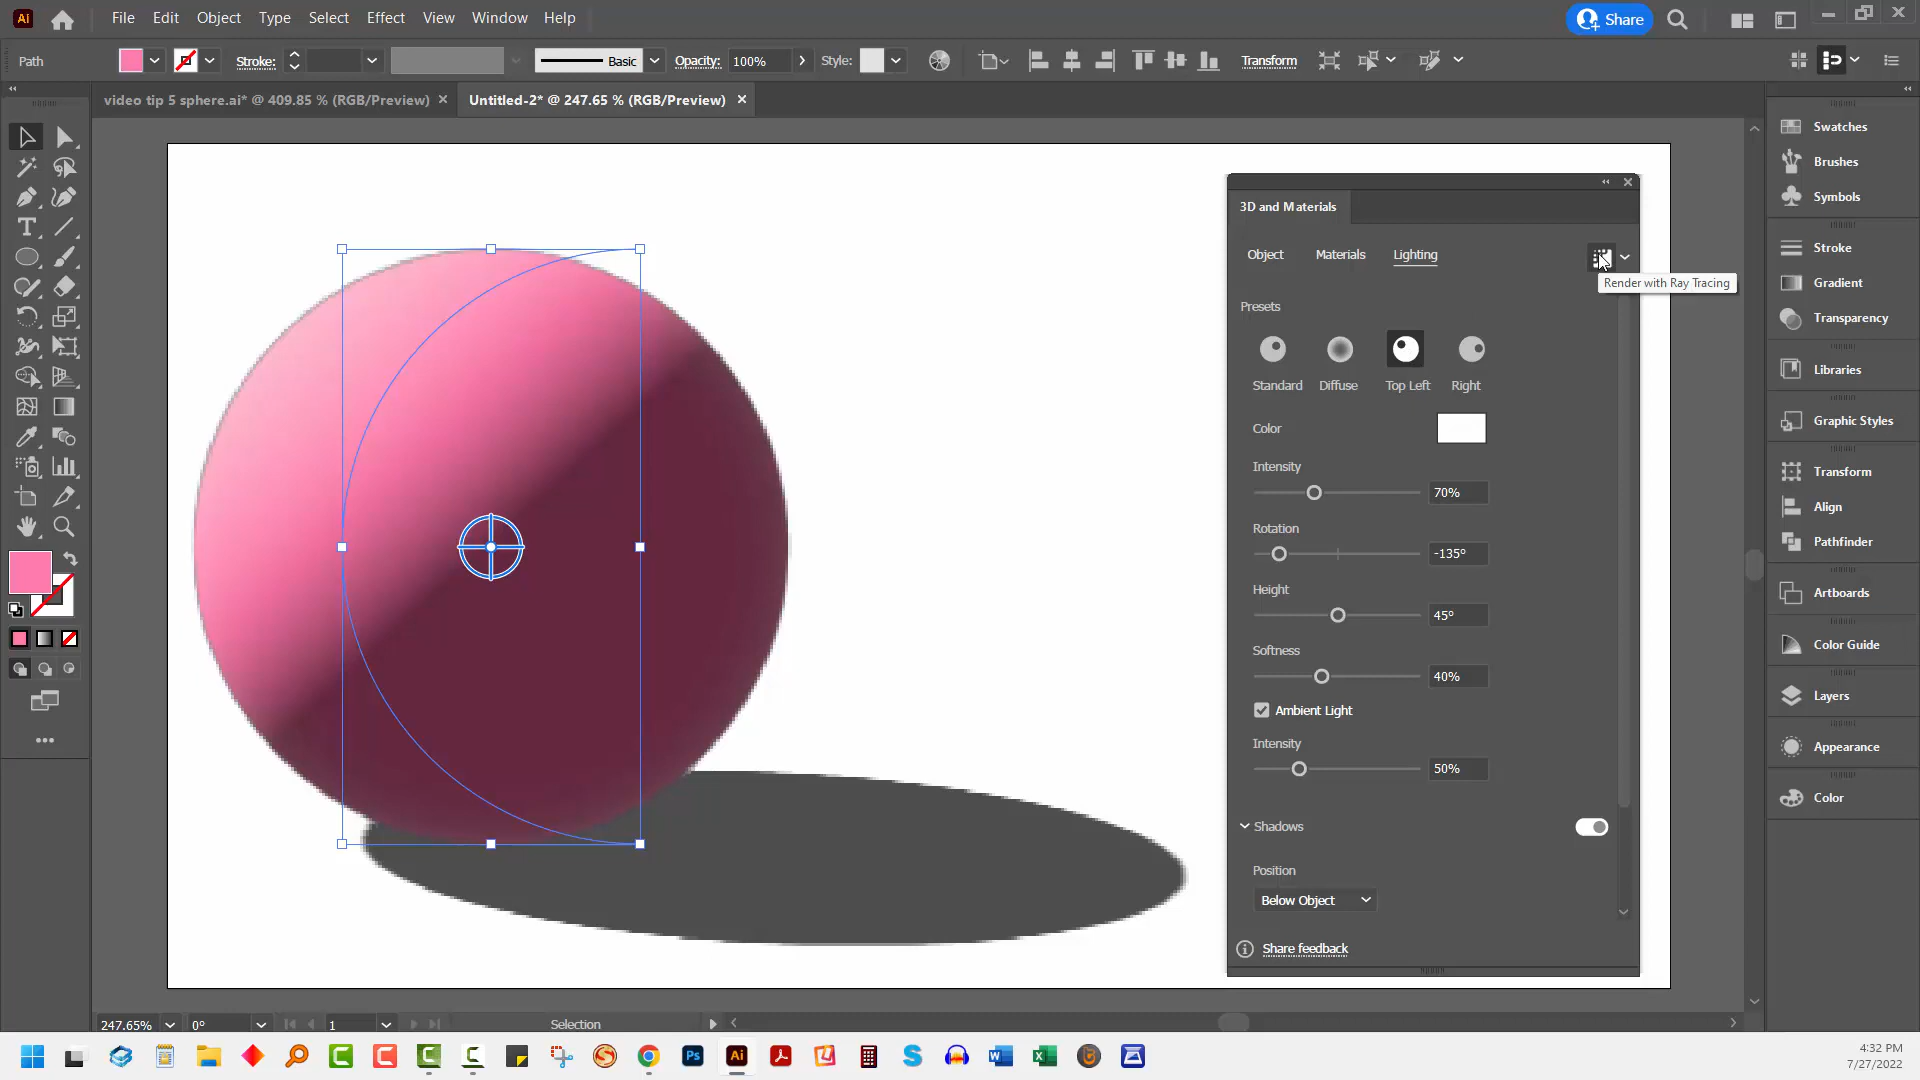 Ai File Edit Object Type Select Effect View Window Help Share
Path Stroke: Basic Opacity: 100% Style: Transform
video tip 5 sphere.ai* @ 409.85 % (RGB/Preview) Untitled-2* @ 247.65 % (RGB/Preview)
3D and Materials
Object Materials Lighting
Render with Ray Tracing
Presets
Standard Diffuse Top Left Right
Color
Intensity
70%
Rotation
-135°
Height
45°
Softness
40%
Ambient Light
Intensity
50%
Shadows
Position
Below Object
Share feedback
Swatches
Brushes
Symbols
Stroke
Gradient
Transparency
Libraries
Graphic Styles
Transform
Align
Pathfinder
Artboards
Color Guide
Layers
Appearance
Color
247.65% 0° 1 Selection
Ps Ai
4:32 PM
7/27/2022